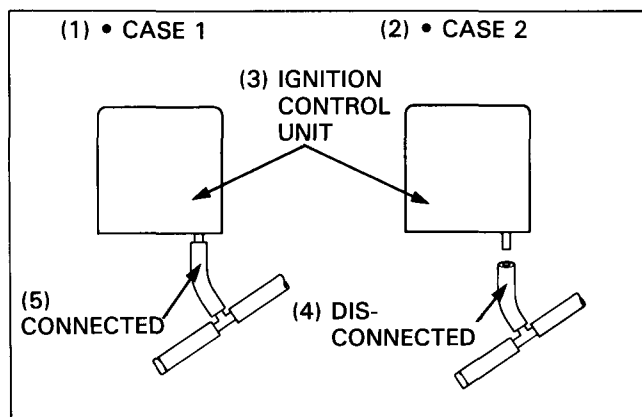 (1) • CASE 1
(2) • CASE 2
(3) IGNITION
CONTROL
UNIT
(5)
CONNECTED
(4) DIS-
CONNECTED